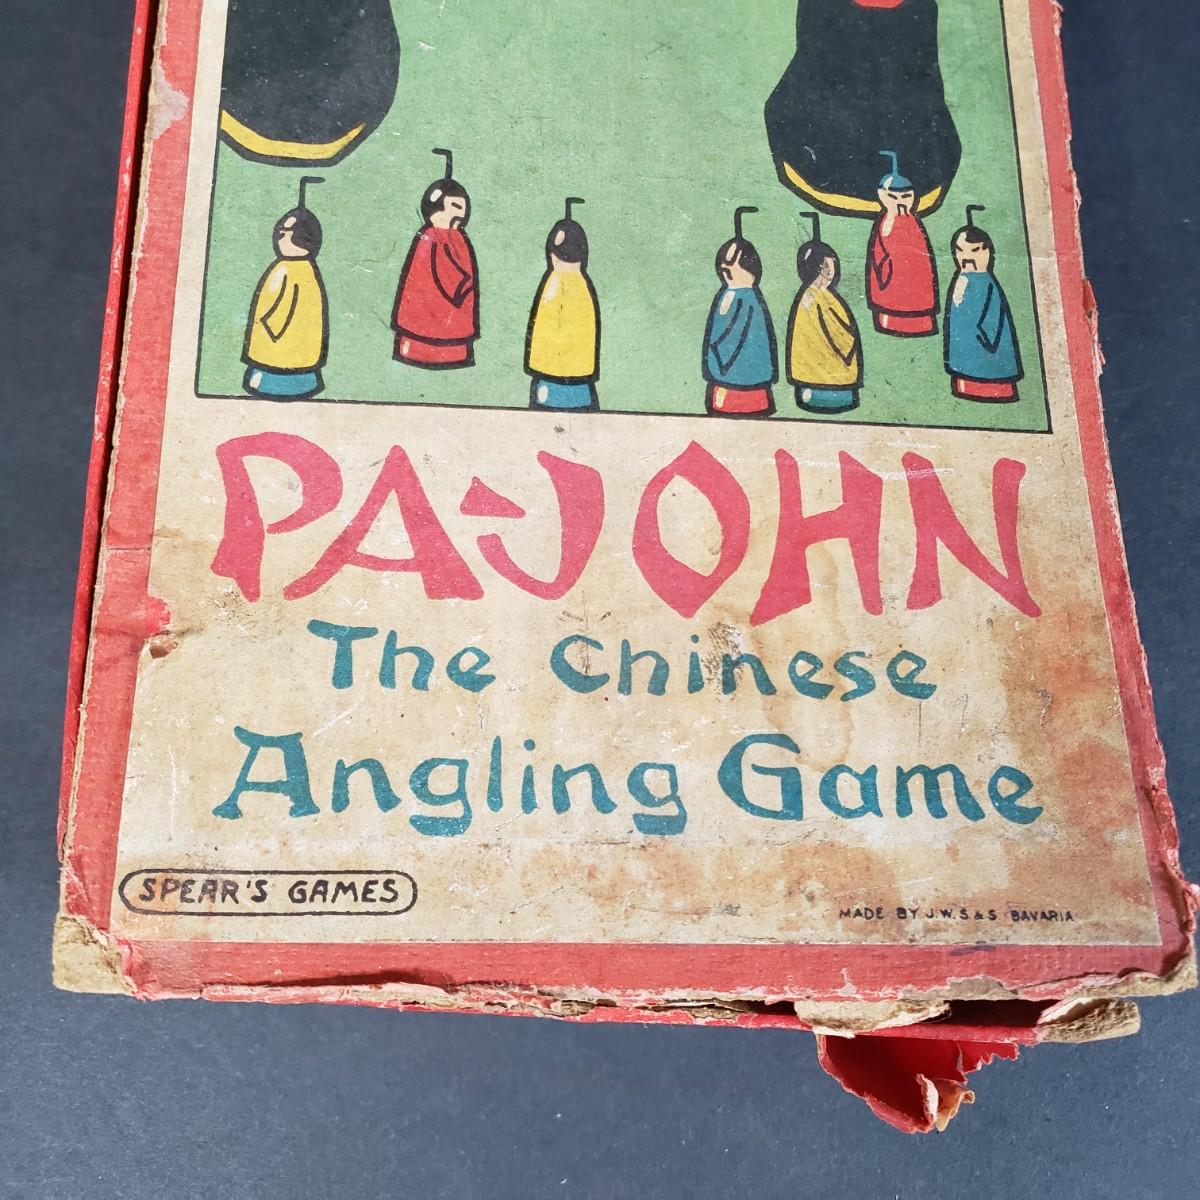 PA-JOHN
The Chinese
Angling Game
SPEAR'S GAMES
MADE BY J.W.S. & S BAVARIA